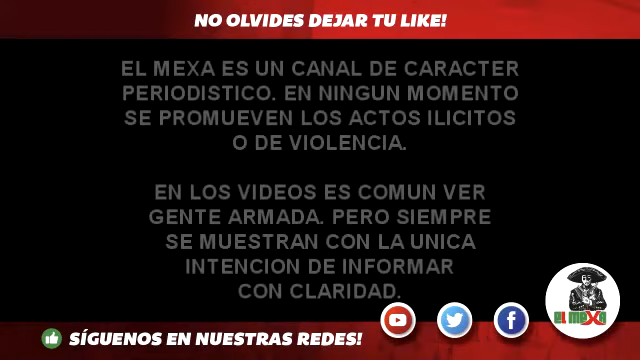 NO OLVIDES DEJAR TU LIKE!
EL MEXA ES UN CANAL DE CARACTER
PERIODISTICO. EN NINGUN MOMENTO
SE PROMUEVEN LOS ACTOS ILICITOS
O DE VIOLENCIA.
EN LOS VIDEOS ES COMUN VER
GENTE ARMADA. PERO SIEMPRE
SE MUESTRAN CON LA UNICA
INTENCION DE INFORMAR
CON CLARIDAD.
EL MEXA
SÍGUENOS EN NUESTRAS REDES!